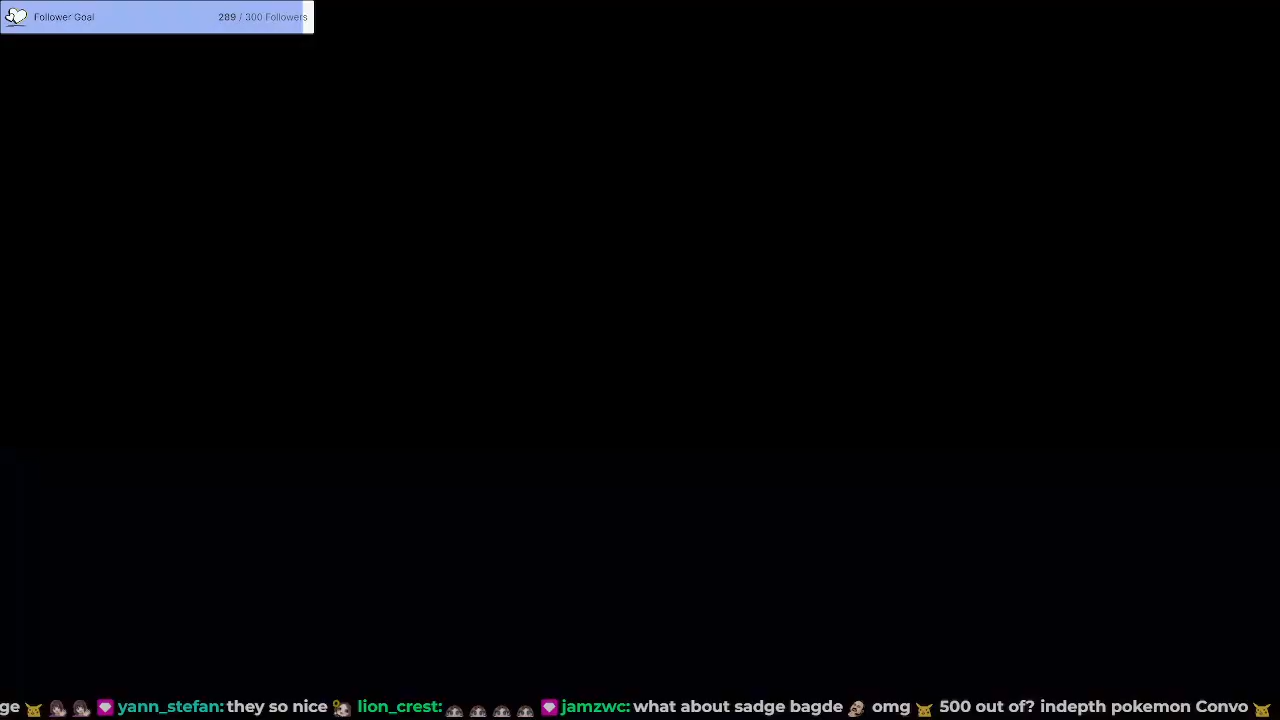 Follower Goal 289 / 300 Followers
ge yann_stefan: they so nice lion_crest: jamzwc: what about sadge bagde omg 500 out of? indepth pokemon Convo